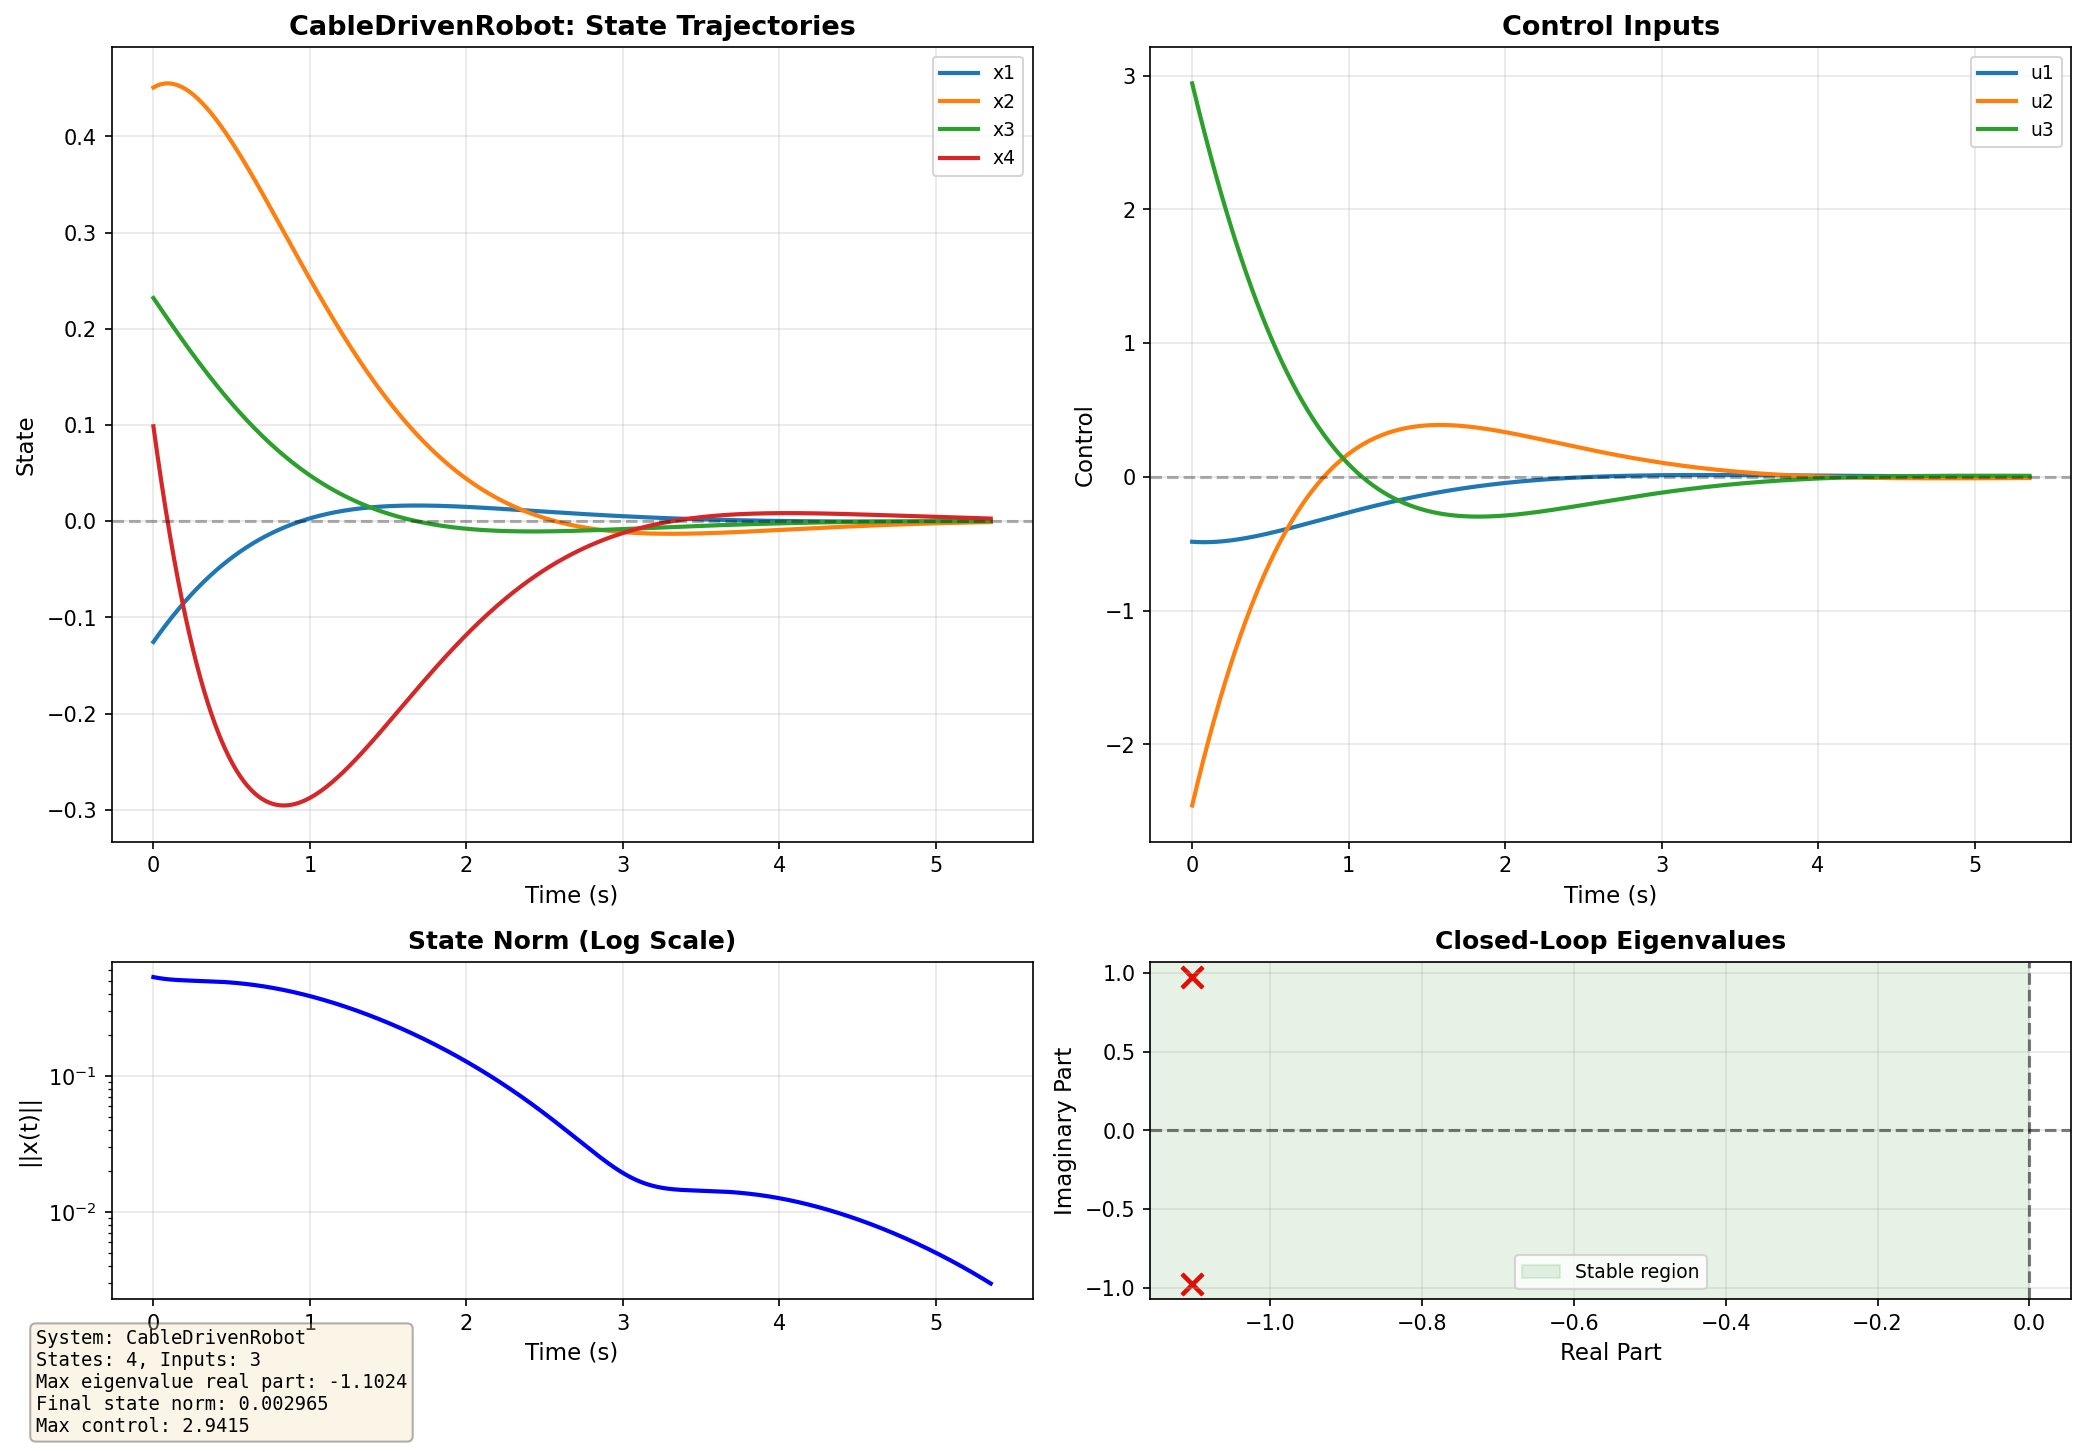 CableDrivenRobot: State Trajectories
State
0.4
0.3
0.2
0.1
0.0
−0.1
−0.2
−0.3
x1
x2
x3
x4
0 1 2 3 4 5
Time (s)
Control Inputs
Control
3
2
1
0
−1
−2
u1
u2
u3
0 1 2 3 4 5
Time (s)
State Norm (Log Scale)
||x(t)||
10⁻¹
10⁻²
0 1 2 3 4 5
Time (s)
Closed-Loop Eigenvalues
Imaginary Part
1.0
0.5
0.0
−0.5
−1.0
Stable region
−1.0 −0.8 −0.6 −0.4 −0.2 0.0
Real Part
System: CableDrivenRobot
States: 4, Inputs: 3
Max eigenvalue real part: -1.1024
Final state norm: 0.002965
Max control: 2.9415